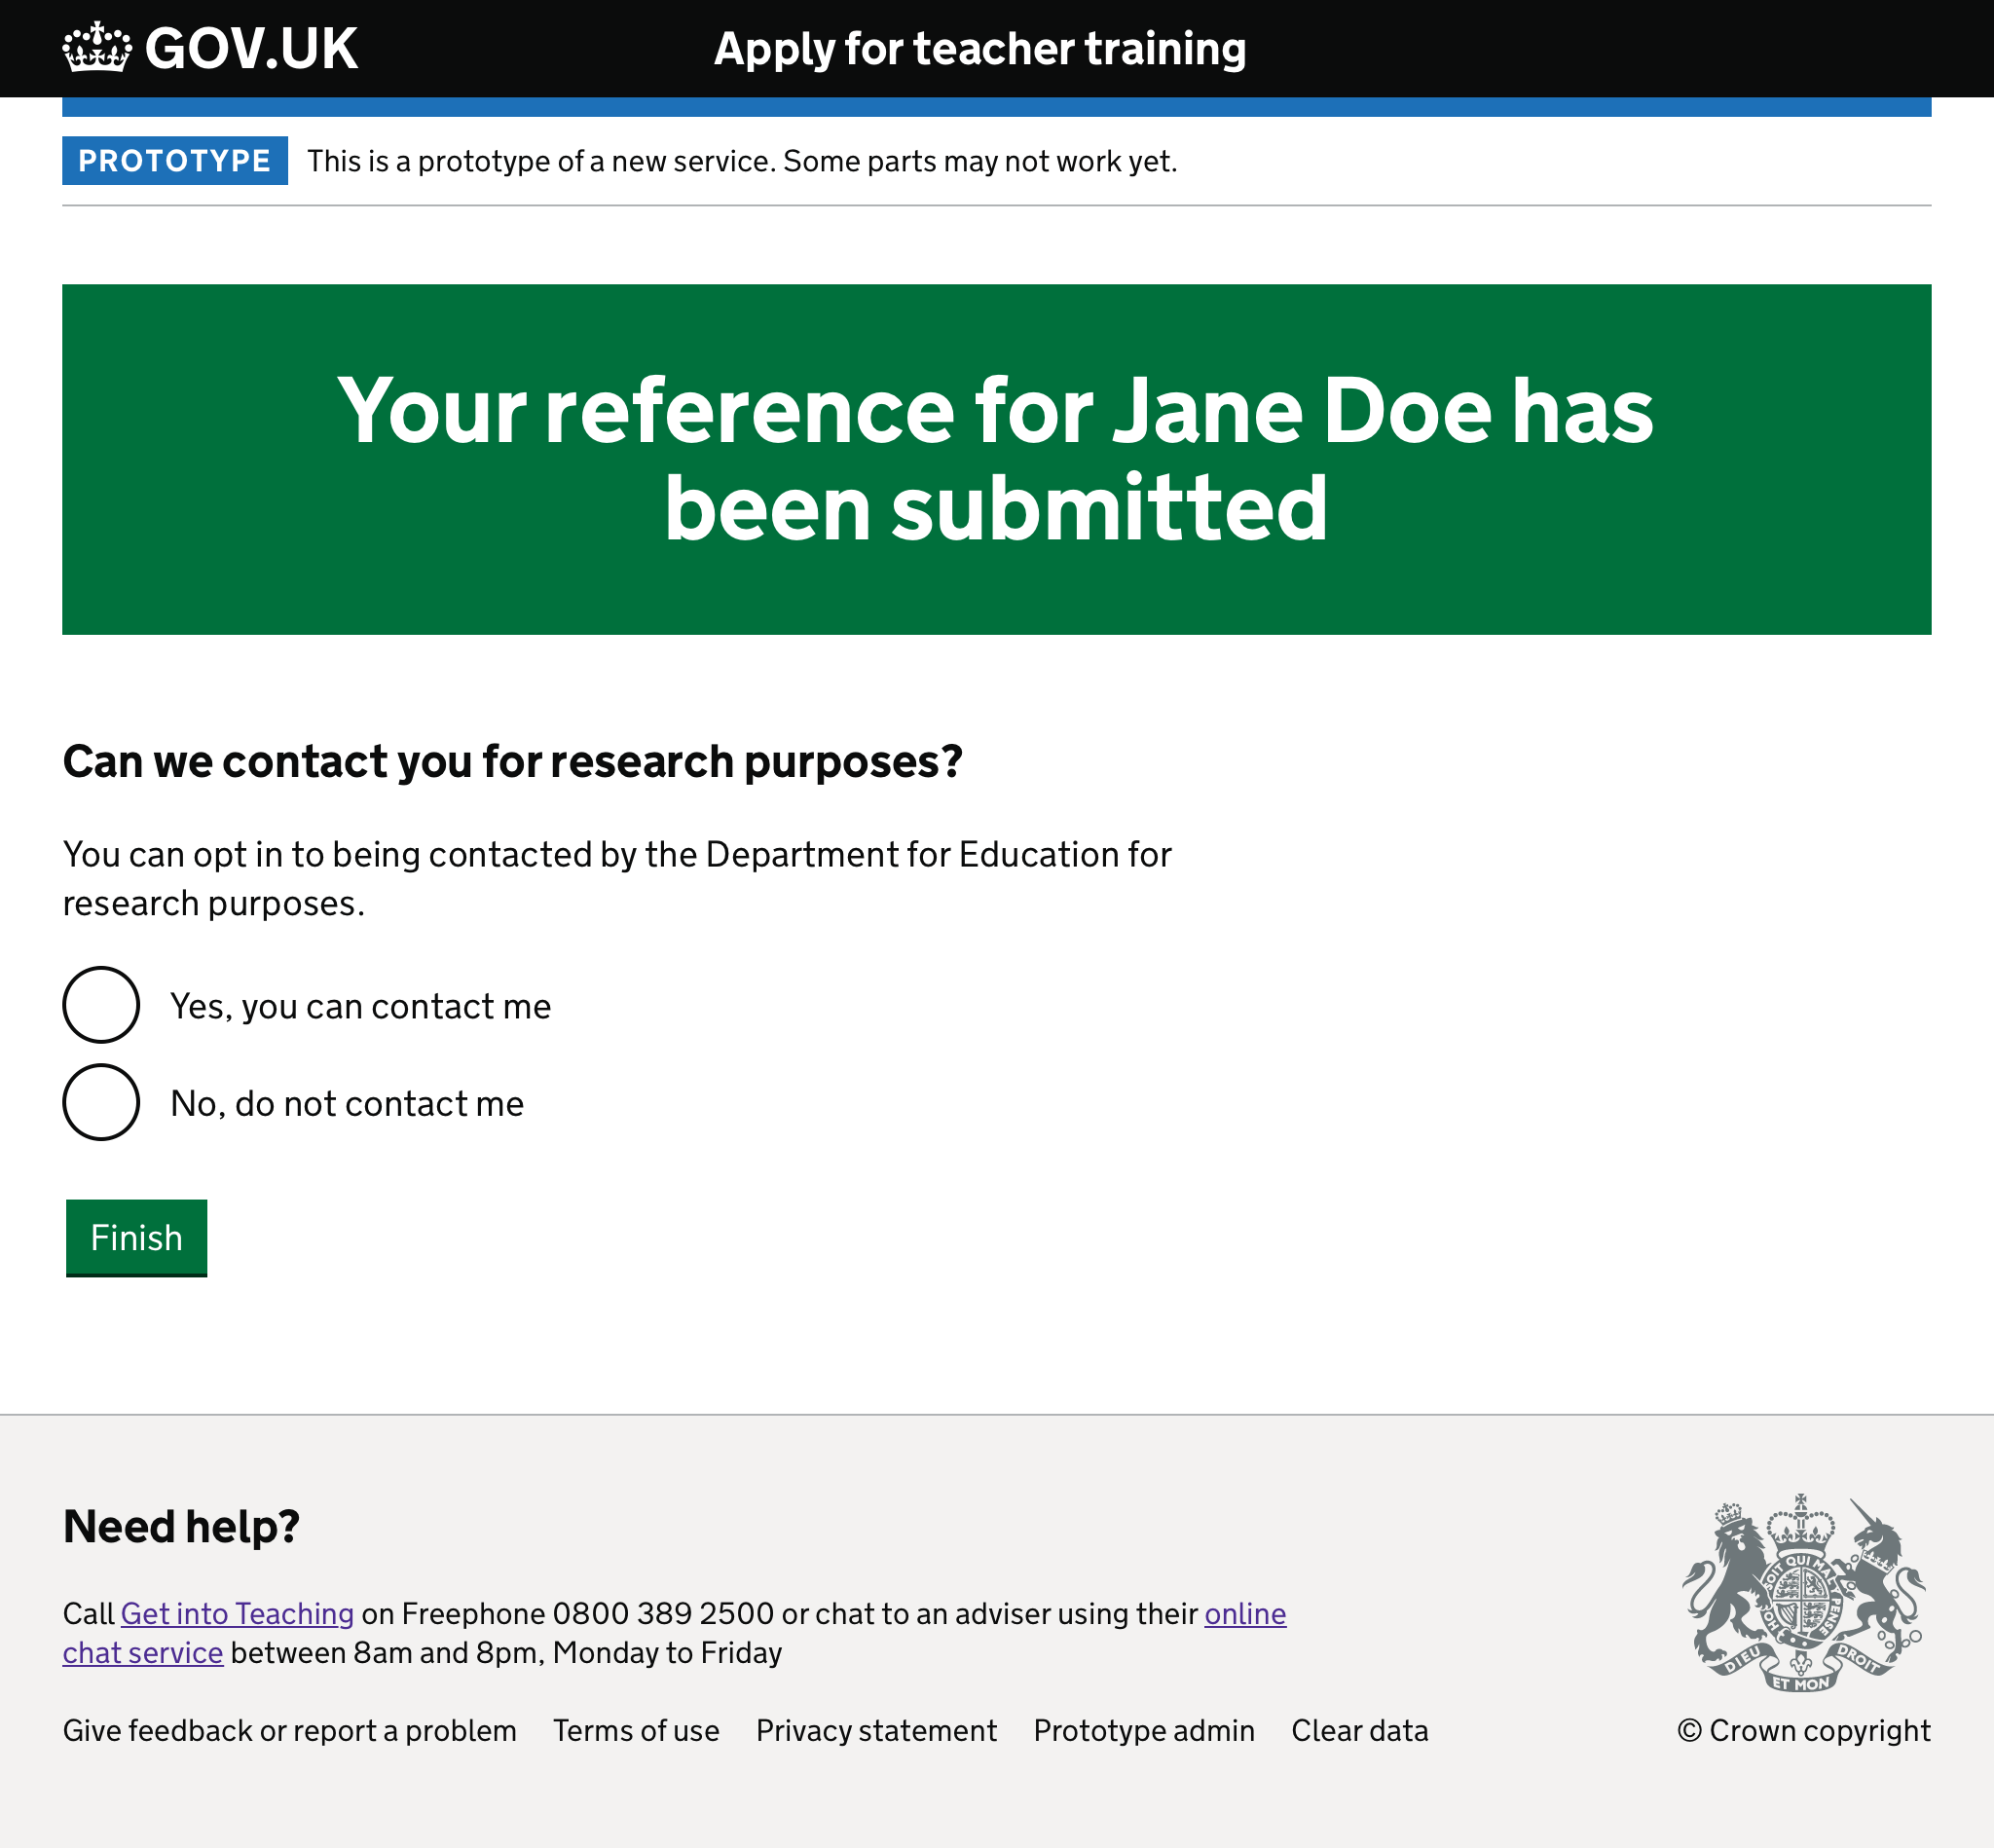 GOV.UK
Apply for teacher training
PROTOTYPE This is a prototype of a new service. Some parts may not work yet.
Your reference for Jane Doe has
been submitted
Can we contact you for research purposes?
You can opt in to being contacted by the Department for Education for
research purposes.
Yes, you can contact me
No, do not contact me
Finish
Need help?
Call Get into Teaching on Freephone 0800 389 2500 or chat to an adviser using their online
chat service between 8am and 8pm, Monday to Friday
Give feedback or report a problem Terms of use Privacy statement Prototype admin Clear data
SOIT QUI MAL Y PENSE
HON
DIEU ET MON DROIT
© Crown copyright